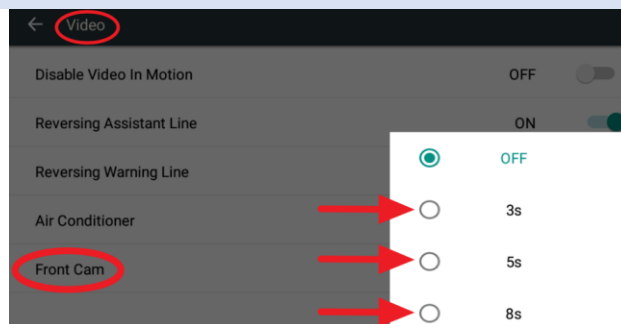 Video
Disable Video In Motion OFF
Reversing Assistant Line ON
Reversing Warning Line
OFF
Air Conditioner
3s
Front Cam
5s
8s